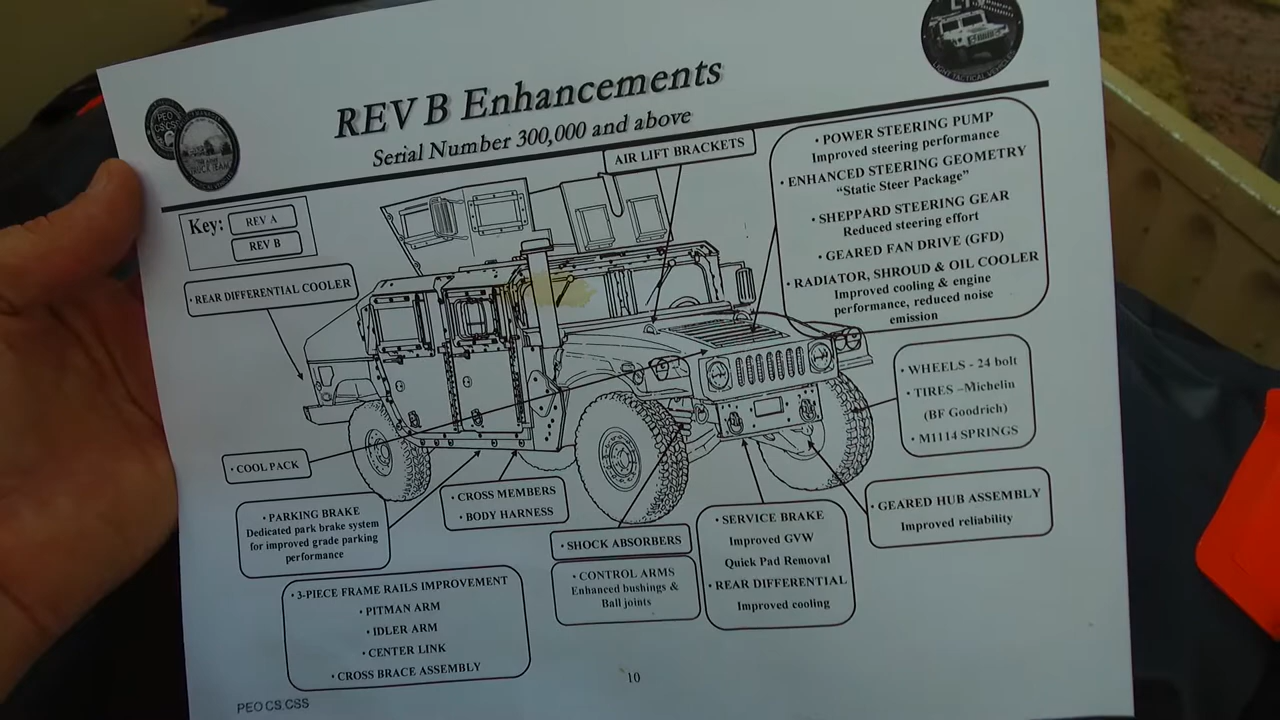 LT
LIGHT TACTICAL VEHICLES
PEO
REV B Enhancements
Serial Number 300,000 and above
Key:
REV A
REV B
AIR LIFT BRACKETS
• POWER STEERING PUMP
Improved steering performance
• ENHANCED STEERING GEOMETRY
“Static Steer Package”
• SHEPPARD STEERING GEAR
Reduced steering effort
• GEARED FAN DRIVE (GFD)
• RADIATOR, SHROUD & OIL COOLER
Improved cooling & engine
performance, reduced noise
emission
• REAR DIFFERENTIAL COOLER
• WHEELS - 24 bolt
• TIRES –Michelin
(BF Goodrich)
• M1114 SPRINGS
• COOL PACK
• PARKING BRAKE
Dedicated park brake system
for improved grade parking
performance
• CROSS MEMBERS
• BODY HARNESS
• SHOCK ABSORBERS
• CONTROL ARMS
Enhanced bushings &
Ball joints
• SERVICE BRAKE
Improved GVW
Quick Pad Removal
• REAR DIFFERENTIAL
Improved cooling
• GEARED HUB ASSEMBLY
Improved reliability
• 3-PIECE FRAME RAILS IMPROVEMENT
• PITMAN ARM
• IDLER ARM
• CENTER LINK
• CROSS BRACE ASSEMBLY
10
PEO CS.CSS